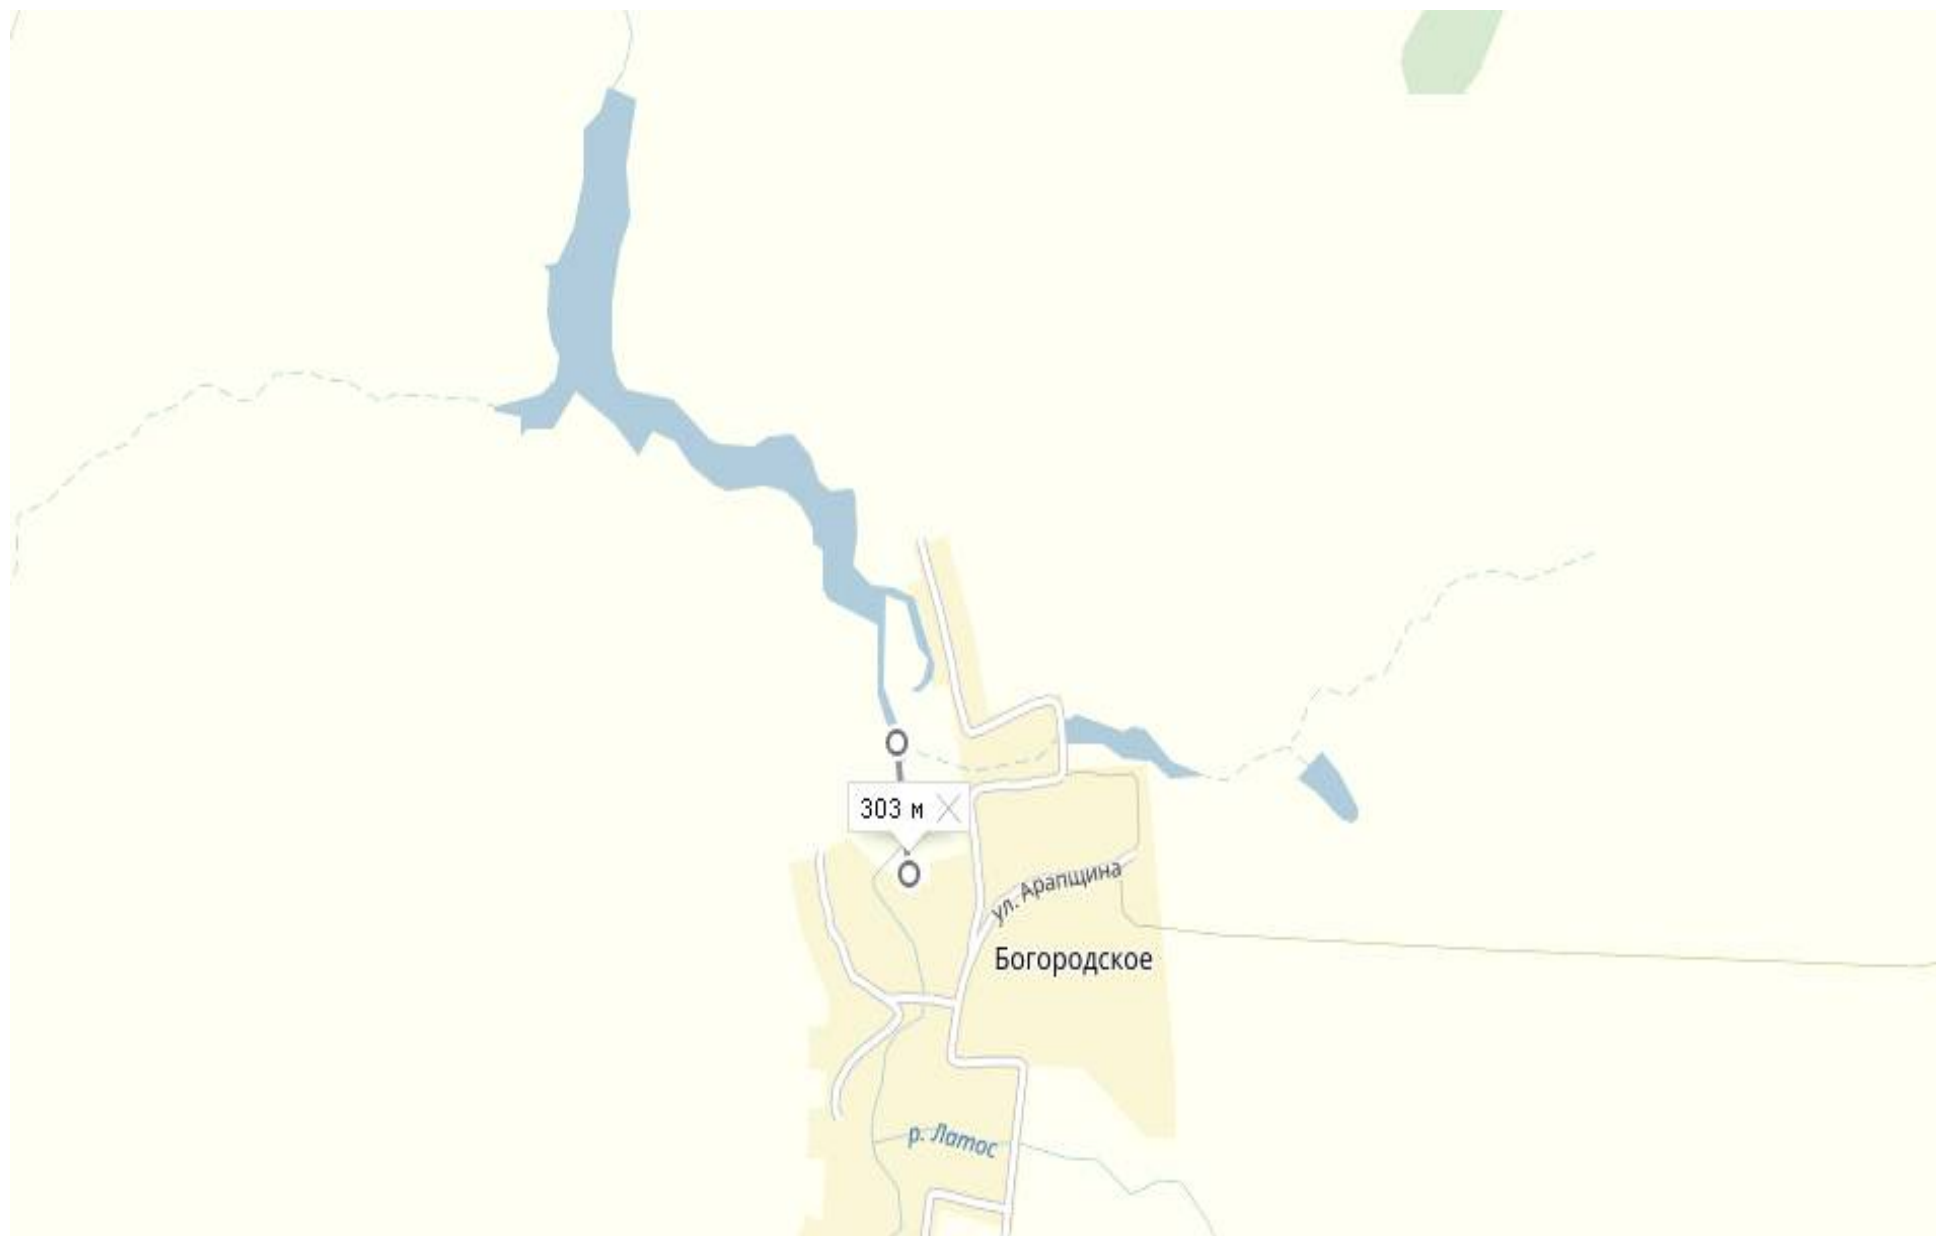 303 м
ул. Арапщина
Богородское
р. Латос